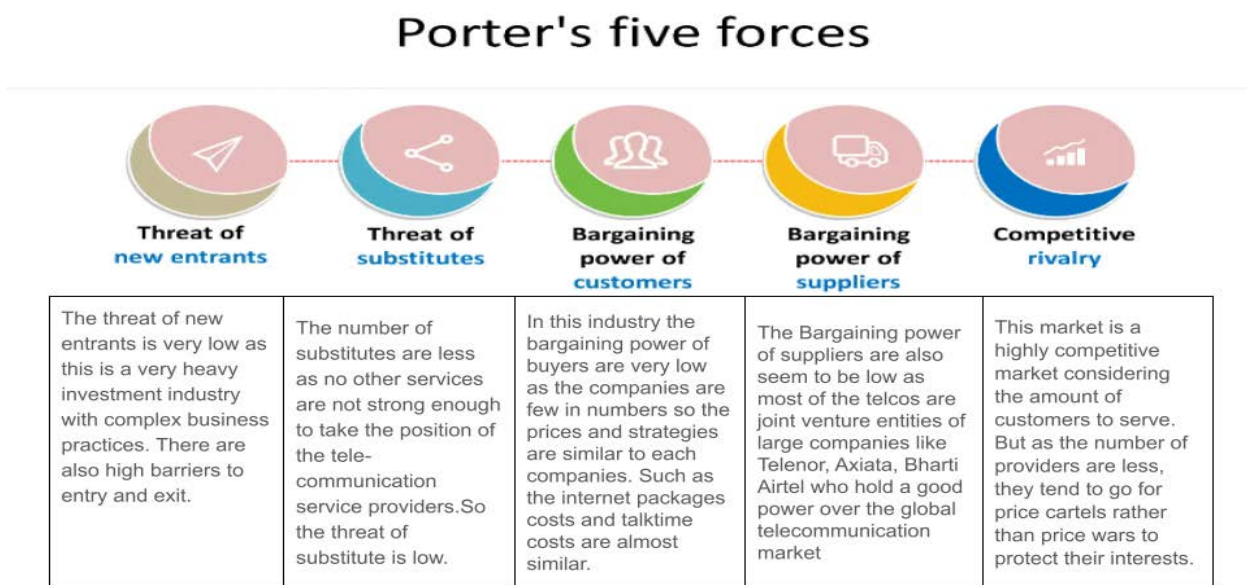 Porter's five forces
Threat of
new entrants
Threat of
substitutes
Bargaining
power of
customers
Bargaining
power of
suppliers
Competitive
rivalry
The threat of new
entrants is very low as
this is a very heavy
investment industry
with complex business
practices. There are
also high barriers to
entry and exit.
The number of
substitutes are less
as no other services
are not strong enough
to take the position of
the tele-
communication
service providers.So
the threat of
substitute is low.
In this industry the
bargaining power of
buyers are very low
as the companies are
few in numbers so the
prices and strategies
are similar to each
companies. Such as
the internet packages
costs and talktime
costs are almost
similar.
The Bargaining power
of suppliers are also
seem to be low as
most of the telcos are
joint venture entities of
large companies like
Telenor, Axiata, Bharti
Airtel who hold a good
power over the global
telecommunication
market
This market is a
highly competitive
market considering
the amount of
customers to serve.
But as the number of
providers are less,
they tend to go for
price cartels rather
than price wars to
protect their interests.